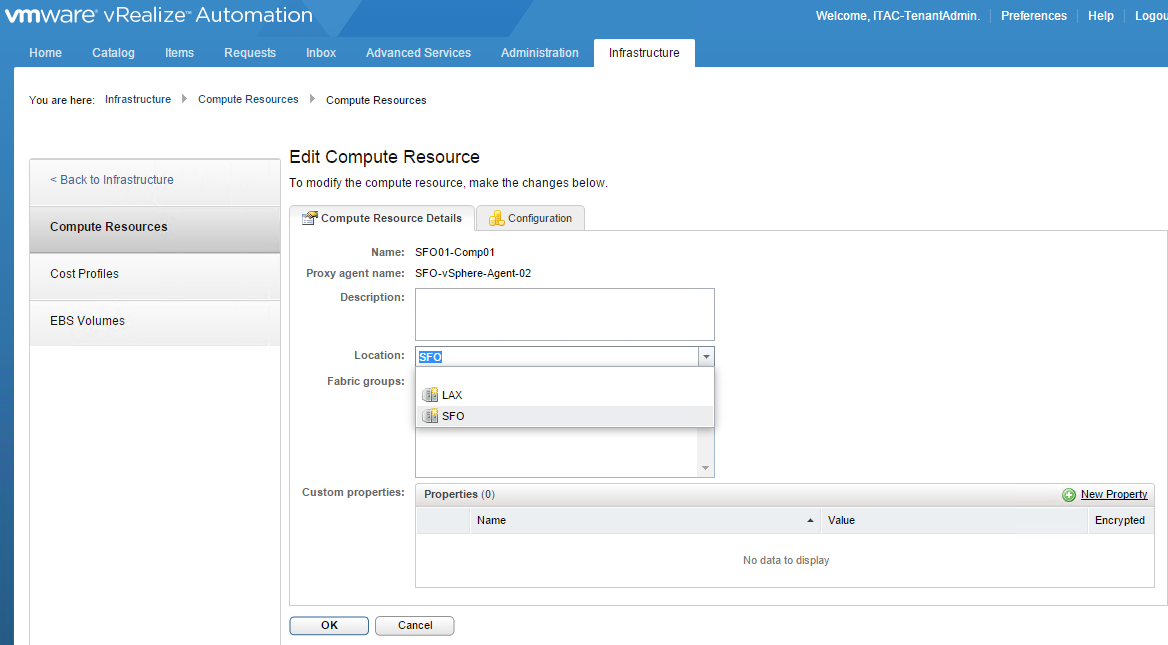 vmware® vRealize™ Automation
Welcome, ITAC-TenantAdmin. Preferences Help Logou
Home Catalog Items Requests Inbox Advanced Services Administration Infrastructure
You are here: Infrastructure Compute Resources Compute Resources
< Back to Infrastructure
Compute Resources
Cost Profiles
EBS Volumes
Edit Compute Resource
To modify the compute resource, make the changes below.
Compute Resource Details Configuration
Name: SFO01-Comp01
Proxy agent name: SFO-vSphere-Agent-02
Description:
Location: SFO
Fabric groups:
LAX
SFO
Custom properties: Properties (0) New Property
Name Value Encrypted
No data to display
OK Cancel